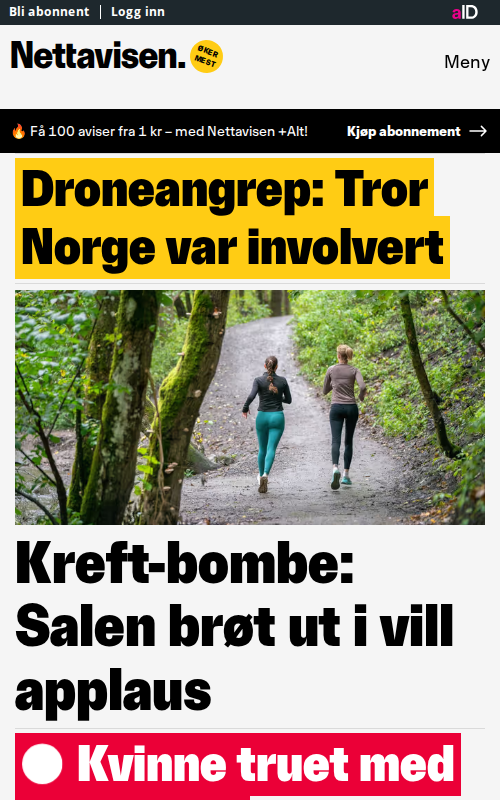 Bli abonnent | Logg inn
aID
Nettavisen.
ØKER
MEST
Meny
🔥 Få 100 aviser fra 1 kr – med Nettavisen +Alt!
Kjøp abonnement →
Droneangrep: Tror
Norge var involvert
Kreft-bombe:
Salen brøt ut i vill
applaus
Kvinne truet med